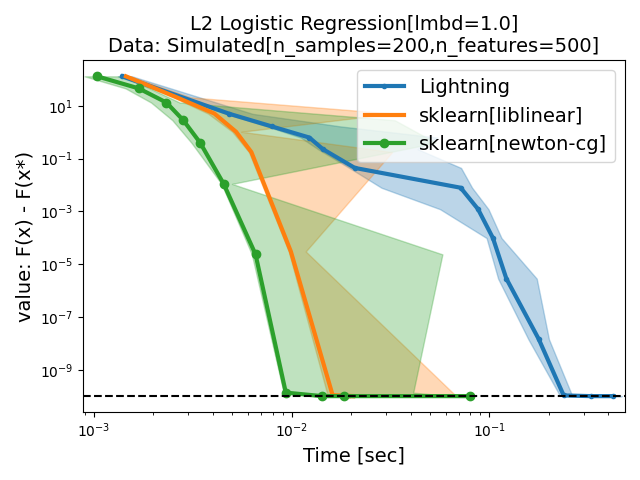 L2 Logistic Regression[lmbd=1.0]
Data: Simulated[n_samples=200,n_features=500]
value: F(x) - F(x*)
10¹
10⁻¹
10⁻³
10⁻⁵
10⁻⁷
10⁻⁹
Lightning
sklearn[liblinear]
sklearn[newton-cg]
10⁻³
10⁻²
10⁻¹
Time [sec]